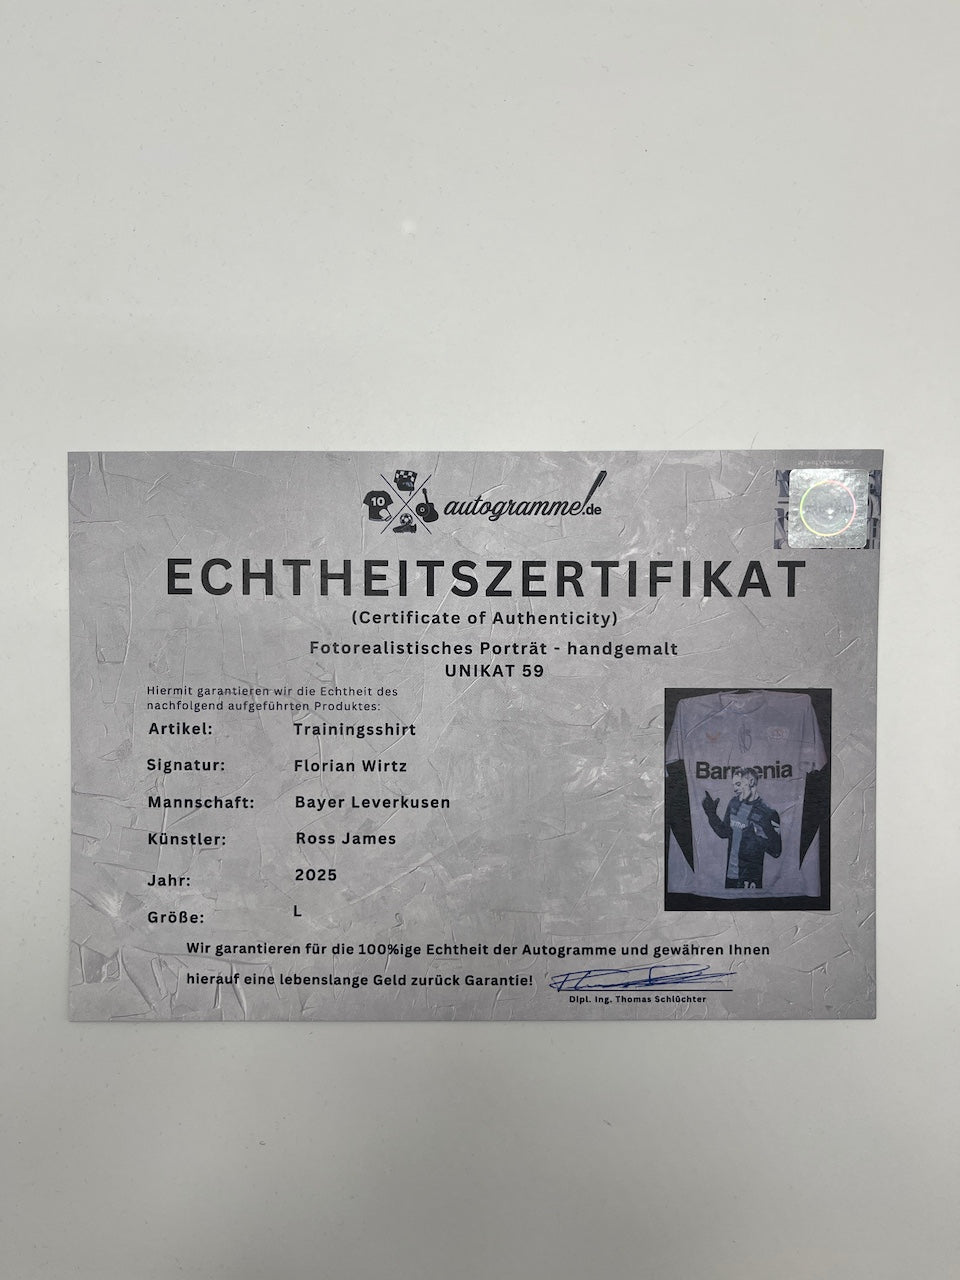 10
autogramme.de
ECHTHEITSZERTIFIKAT
(Certificate of Authenticity)
Fotorealistisches Porträt - handgemalt
UNIKAT 59
Hiermit garantieren wir die Echtheit des
nachfolgend aufgeführten Produktes:
Artikel: Trainingsshirt
Signatur: Florian Wirtz
Mannschaft: Bayer Leverkusen
Künstler: Ross James
Jahr: 2025
Größe: L
Wir garantieren für die 100%ige Echtheit der Autogramme und gewähren Ihnen
hierauf eine lebenslange Geld zurück Garantie!
Dipl. Ing. Thomas Schlüchter